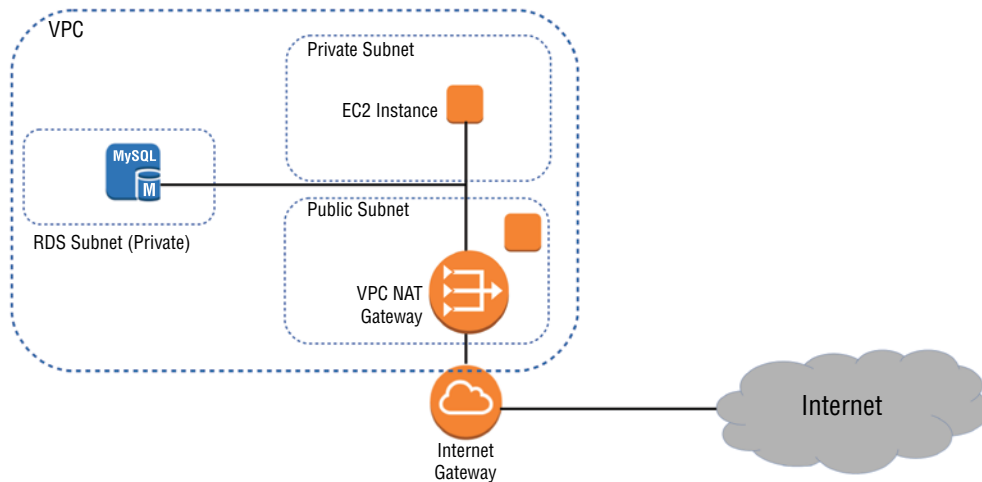 VPC
Private Subnet
EC2 Instance
MySQL
M
RDS Subnet (Private)
Public Subnet
VPC NAT
Gateway
Internet
Gateway
Internet